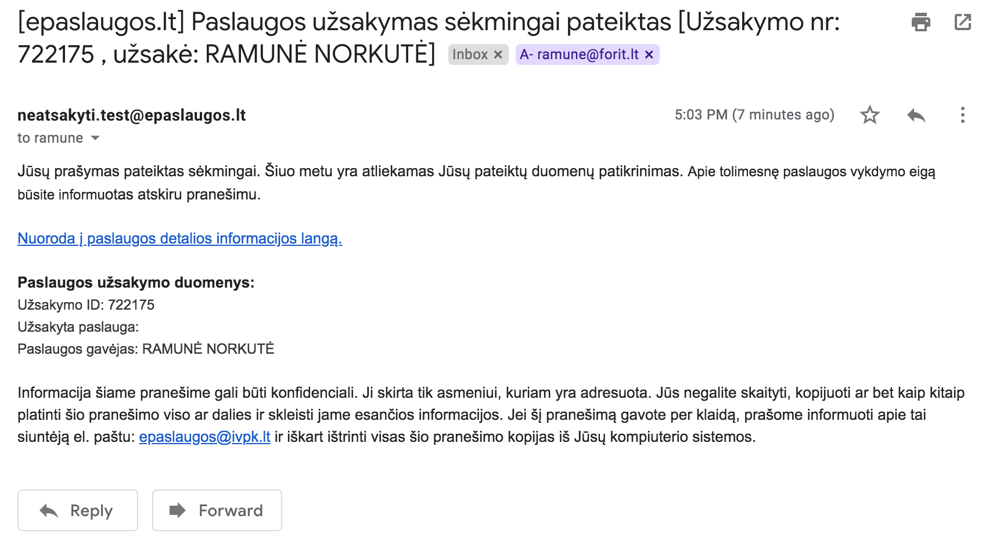 [epaslaugos.lt] Paslaugos užsakymas sėkmingai pateiktas [Užsakymo nr:
722175 , užsakė: RAMUNĖ NORKUTĖ] Inbox × A- ramune@forit.lt ×
neatsakyti.test@epaslaugos.lt 5:03 PM (7 minutes ago)
to ramune
Jūsų prašymas pateiktas sėkmingai. Šiuo metu yra atliekamas Jūsų pateiktų duomenų patikrinimas. Apie tolimesnę paslaugos vykdymo eigą
būsite informuotas atskiru pranešimu.
Nuoroda į paslaugos detalios informacijos langą.
Paslaugos užsakymo duomenys:
Užsakymo ID: 722175
Užsakyta paslauga:
Paslaugos gavėjas: RAMUNĖ NORKUTĖ
Informacija šiame pranešime gali būti konfidenciali. Ji skirta tik asmeniui, kuriam yra adresuota. Jūs negalite skaityti, kopijuoti ar bet kaip kitaip
platinti šio pranešimo viso ar dalies ir skleisti jame esančios informacijos. Jei šį pranešimą gavote per klaidą, prašome informuoti apie tai
siuntėją el. paštu: epaslaugos@ivpk.lt ir iškart ištrinti visas šio pranešimo kopijas iš Jūsų kompiuterio sistemos.
Reply Forward